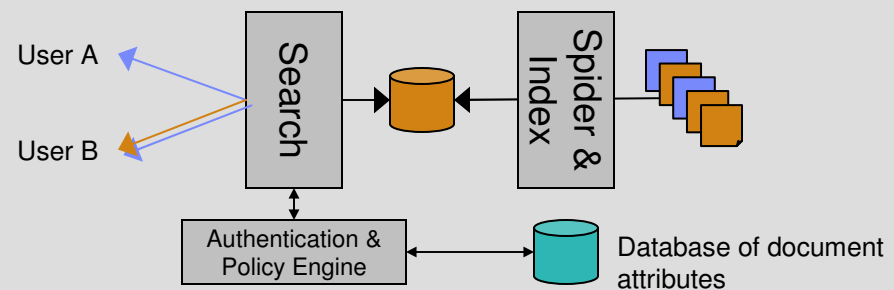 User A
User B
Search
Spider &
Index
Authentication &
Policy Engine
Database of document
attributes